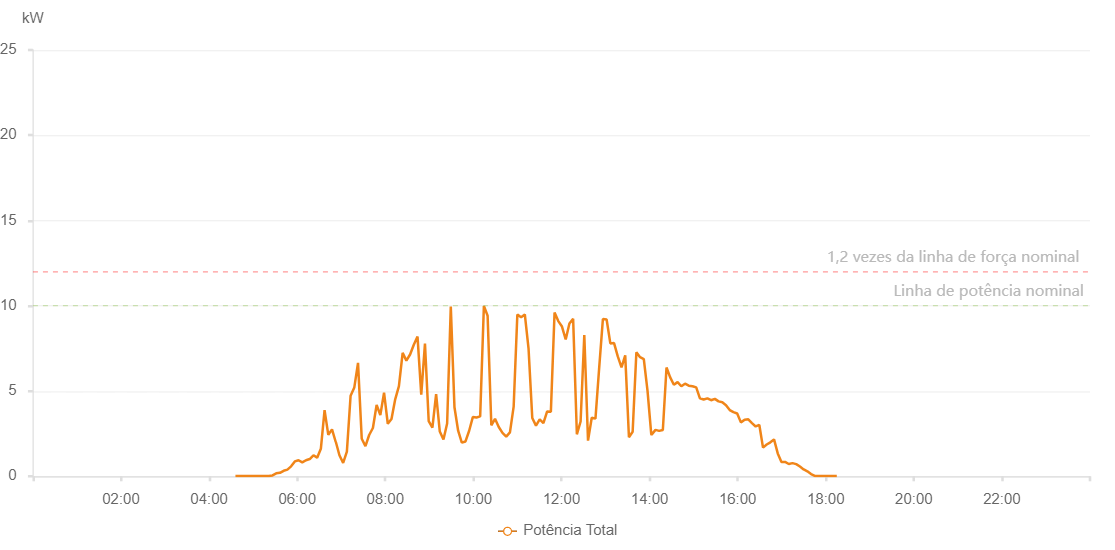 kW
25
20
15
1,2 vezes da linha de força nominal
Linha de potência nominal
10
5
0
02:00 04:00 06:00 08:00 10:00 12:00 14:00 16:00 18:00 20:00 22:00
Potência Total